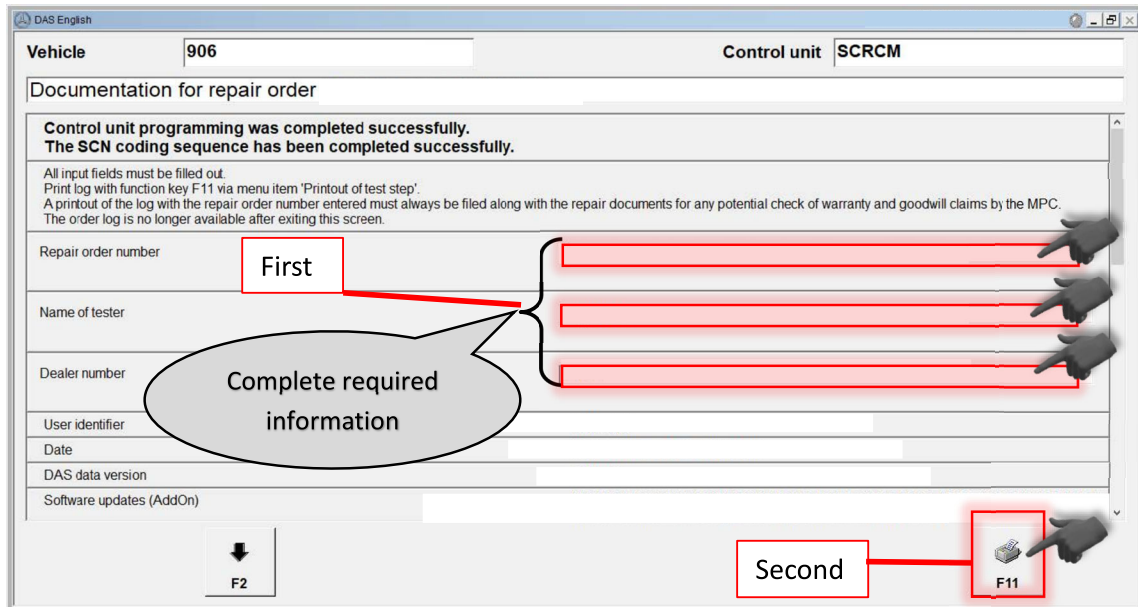 DAS English
Vehicle 906 Control unit SCRCM
Documentation for repair order
Control unit programming was completed successfully.
The SCN coding sequence has been completed successfully.
All input fields must be filled out.
Print log with function key F11 via menu item 'Printout of test step'.
A printout of the log with the repair order number entered must always be filed along with the repair documents for any potential check of warranty and goodwill claims by the MPC.
The order log is no longer available after exiting this screen.
Repair order number
First
Name of tester
Dealer number
Complete required
information
User identifier
Date
DAS data version
Software updates (AddOn)
F2
Second
F11